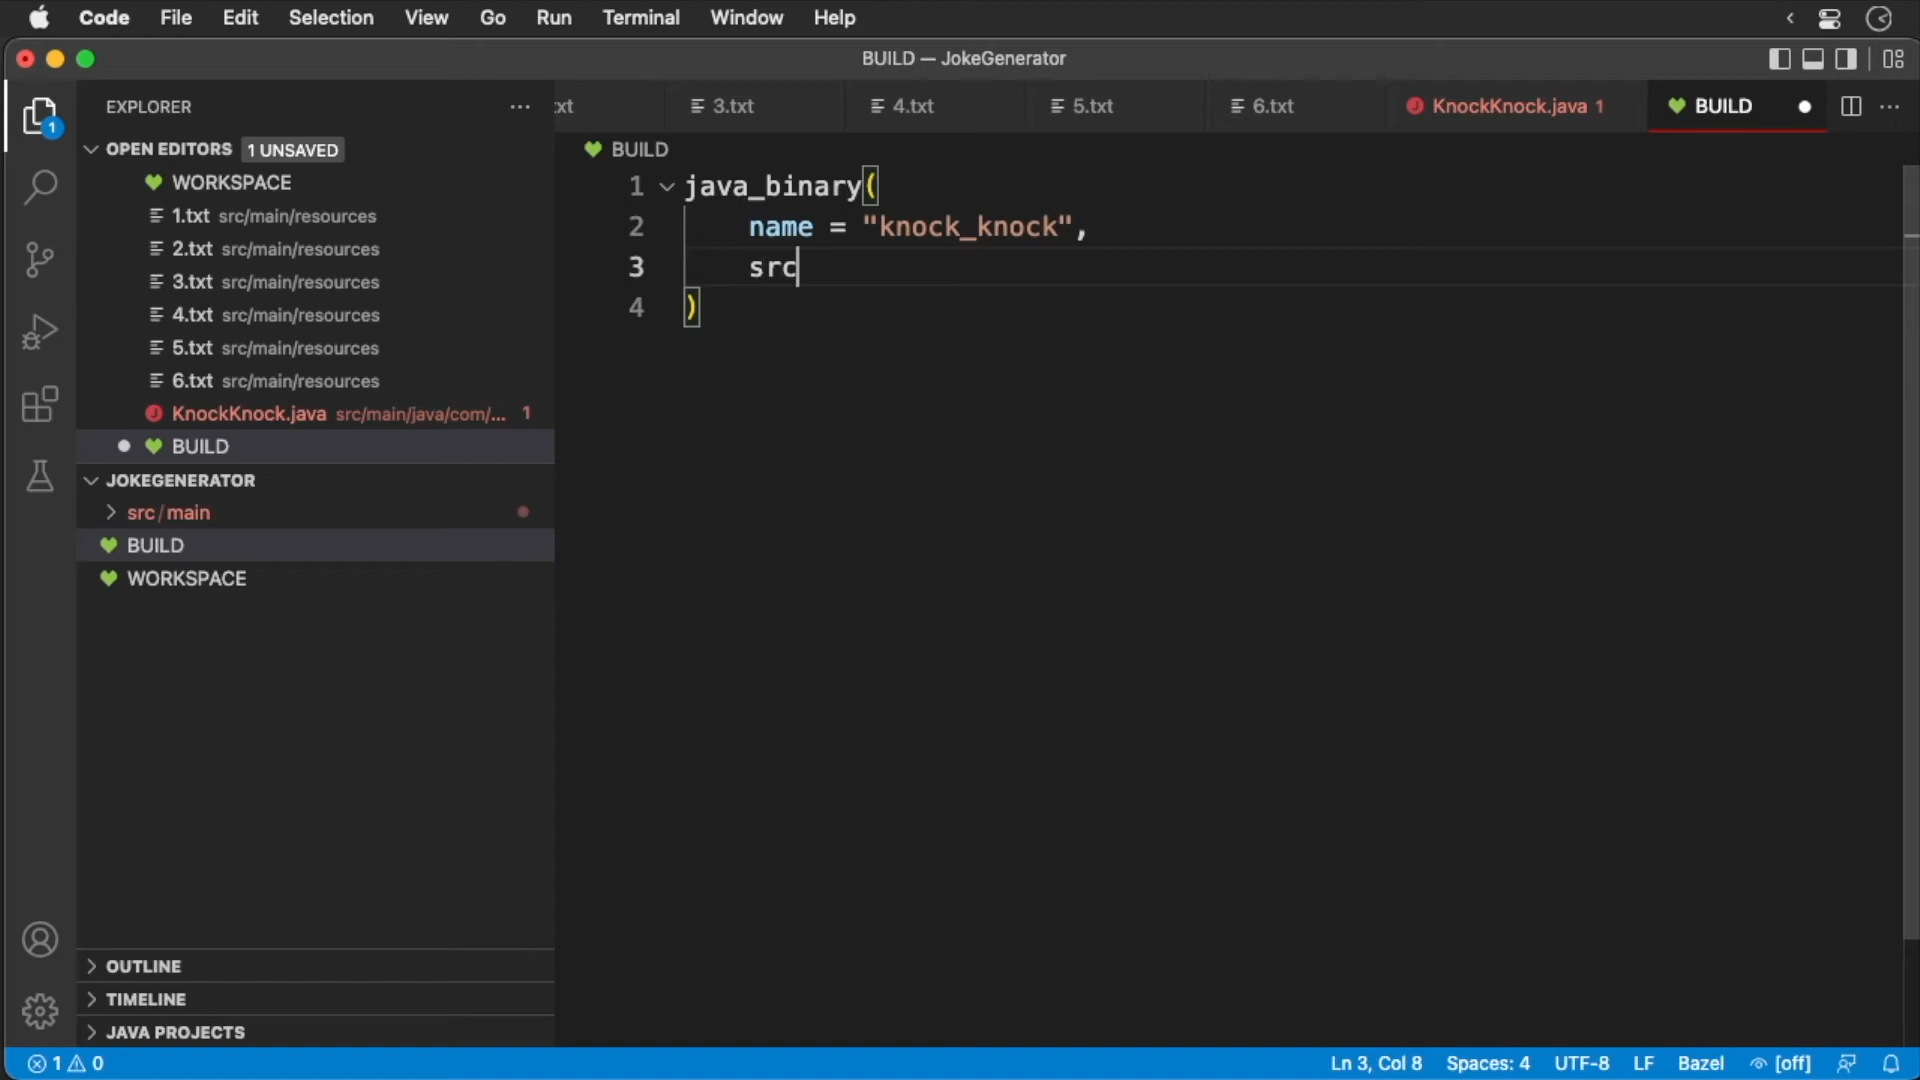 Code File Edit Selection View Go Run Terminal Window Help
BUILD — JokeGenerator
EXPLORER
OPEN EDITORS 1 UNSAVED
WORKSPACE
1.txt src/main/resources
2.txt src/main/resources
3.txt src/main/resources
4.txt src/main/resources
5.txt src/main/resources
6.txt src/main/resources
KnockKnock.java src/main/java/com/... 1
BUILD
JOKEGENERATOR
src/main
BUILD
WORKSPACE
OUTLINE
TIMELINE
JAVA PROJECTS
1
xt 3.txt 4.txt 5.txt 6.txt KnockKnock.java 1 BUILD
BUILD
1 java_binary(
2 name = "knock_knock",
3 src
4 )
1 0 Ln 3, Col 8 Spaces: 4 UTF-8 LF Bazel [off]